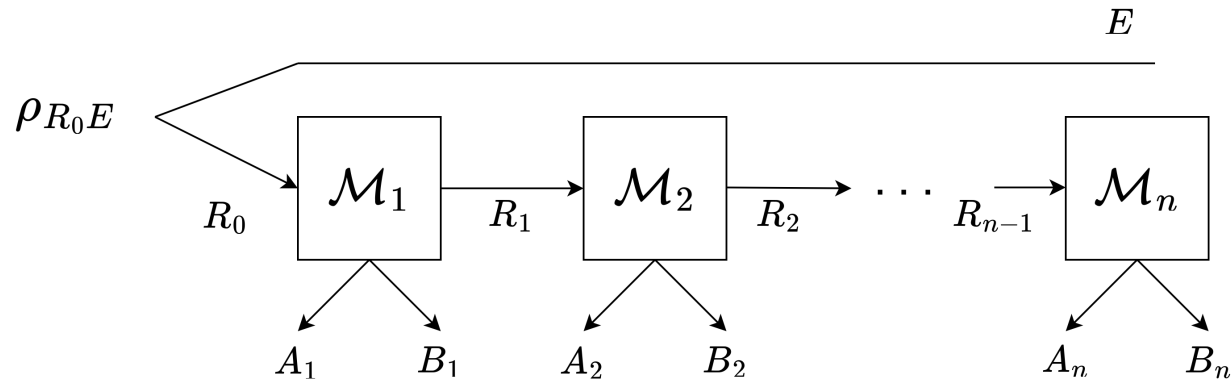 E
ρ_{R_0E}
ℳ_1 ℳ_2 ... ℳ_n
R_0 R_1 R_2 R_{n-1}
A_1 B_1 A_2 B_2 A_n B_n